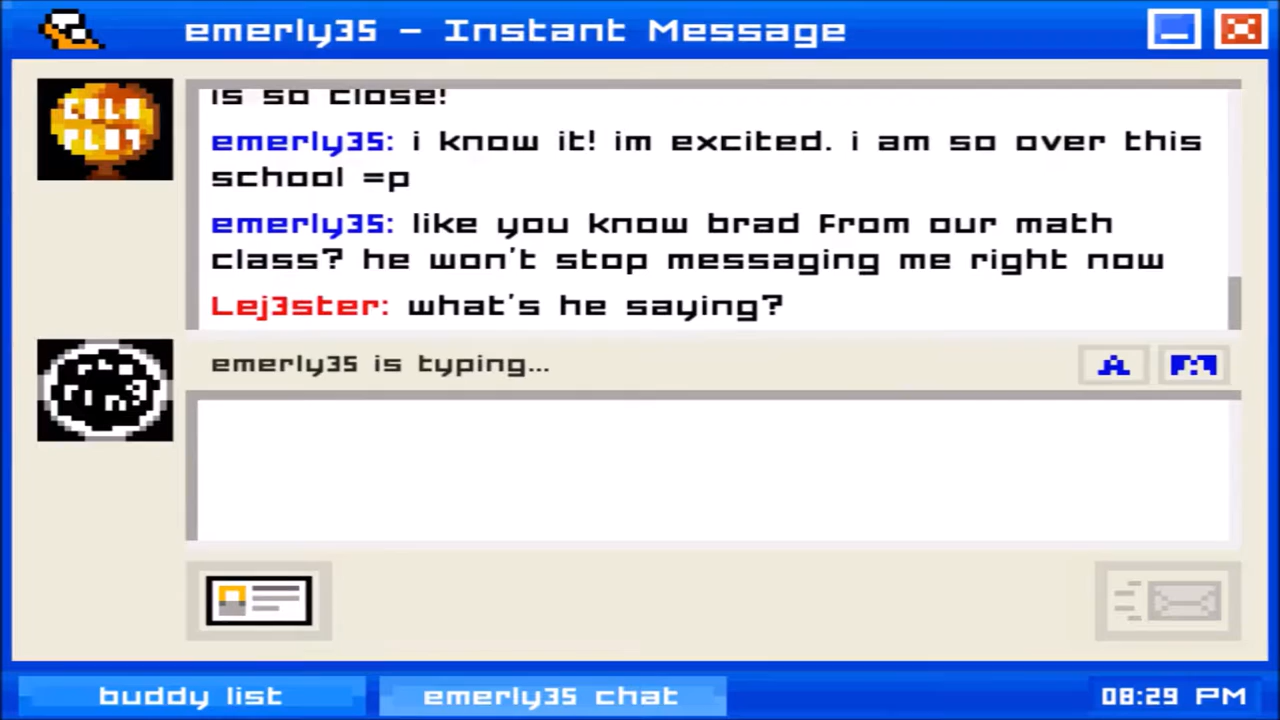 emerly35 - Instant Message
COLD
PLAY
is so close!
emerly35: i know it! im excited. i am so over this
school =p
emerly35: like you know brad From our math
class? he won't stop messaging me right now
Lej3ster: what's he saying?
emerly35 is typing...
A
buddy list
emerly35 chat
08:29 PM